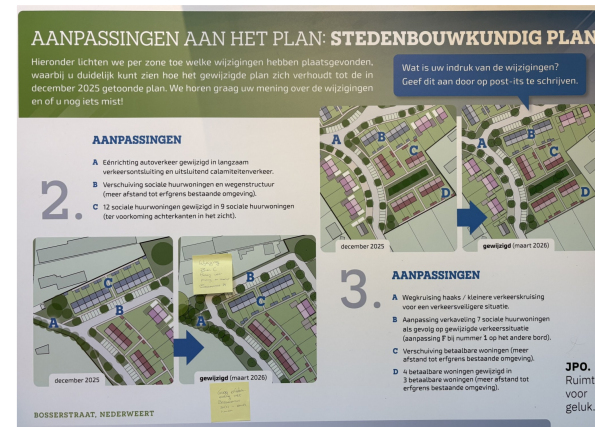 AANPASSINGEN AAN HET PLAN: STEDENBOUWKUNDIG PLAN
Hieronder lichten we per zone toe welke wijzigingen hebben plaatsgevonden,
waarbij u duidelijk kunt zien hoe het gewijzigde plan zich verhoudt tot de in
december 2025 getoonde plan. We horen graag uw mening over de wijzigingen
en of u nog iets mist!
Wat is uw indruk van de wijzigingen?
Geef dit aan door op post-its te schrijven.
2.
AANPASSINGEN
A Eénrichting autoverkeer gewijzigd in langzaam
verkeersontsluiting en uitsluitend calamiteitenverkeer.
B Verschuiving sociale huurwoningen en wegenstructuur
(meer afstand tot erfgrens bestaande omgeving).
C 12 sociale huurwoningen gewijzigd in 9 sociale huurwoningen
(ter voorkoming achterkanten in het zicht).
A
B
C
D
december 2025
A
B
C
D
gewijzigd (maart 2026)
C
B
A
december 2025
B
C
A
gewijzigd (maart 2026)
3.
AANPASSINGEN
A Wegkruising haaks / kleinere verkeerskruising
voor een verkeersveiligere situatie.
B Aanpassing verkaveling 7 sociale huurwoningen
als gevolg op gewijzigde verkeerssituatie
(aanpassing F bij nummer 1 op het andere bord).
C Verschuiving betaalbare woningen (meer
afstand tot erfgrens bestaande omgeving).
D 4 betaalbare woningen gewijzigd in
3 betaalbare woningen (meer afstand tot
erfgrens bestaande omgeving).
JPO.
Ruimt
voor
geluk.
BOSSERSTRAAT, NEDERWEERT